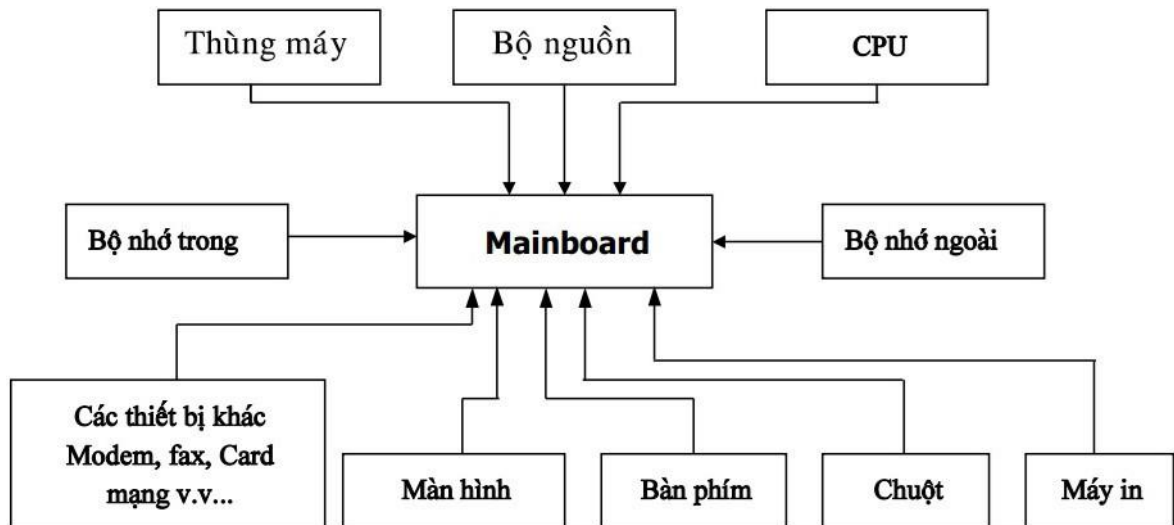 Thùng máy
Bộ nguồn
CPU
Bộ nhớ trong
Mainboard
Bộ nhớ ngoài
Các thiết bị khác
Modem, fax, Card
mạng v.v...
Màn hình
Bàn phím
Chuột
Máy in